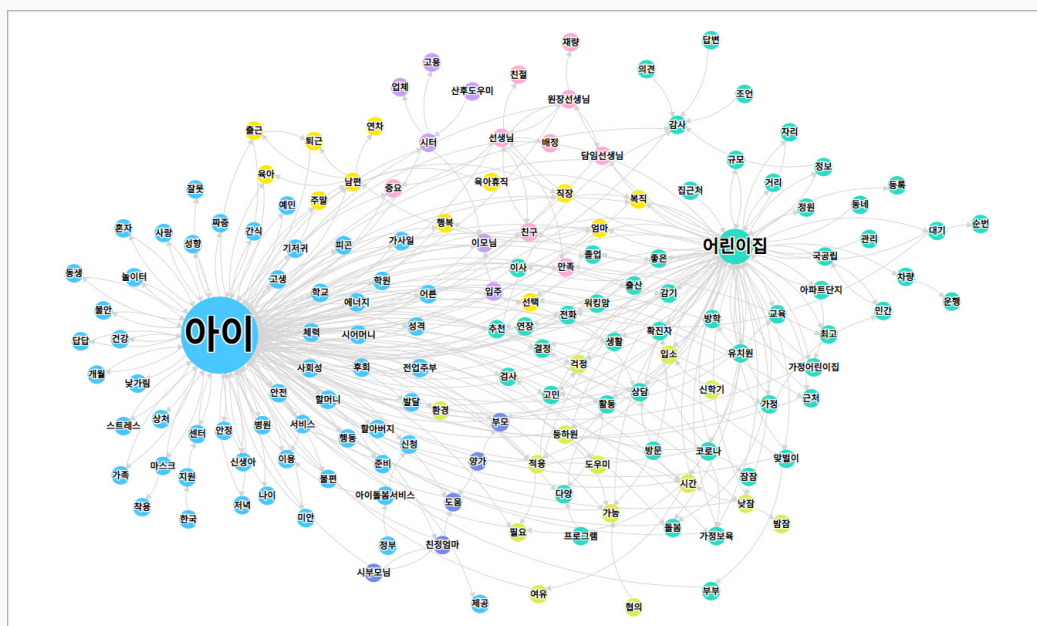 재량
답변
고용
의견
친절
업체
산후도우미
조언
원장선생님
연차
감사
출근
자리
퇴근
시터
선생님
배정
담임선생님
규모
정보
육아
남편
거리
등록
잘못
중요
육아휴직
직장
집근처
주말
복직
예민
정원
동네
혼자
사랑
짜증
간식
행복
친구
엄마
대기
순번
성향
기저귀
피곤
가사일
이모님
어린이집
관리
졸업
국공립
동생
놀이터
고생
학원
이사
만족
좋은
차량
학교
에너지
어른
입주
선택
워킹맘
출산
감기
아파트단지
운행
불안
전화
민간
아이
체력
시어머니
성격
추천
연장
생활
확진자
방학
교육
최고
답답
건강
결정
입소
유치원
개월
낯가림
사회성
후회
전업주부
검사
걱정
가정어린이집
안전
할머니
발달
환경
고민
활동
상담
신학기
가정
근처
스트레스
상처
센터
안정
병원
서비스
행동
할아버지
신청
부모
등하원
가족
마스크
지원
신생아
이용
준비
양가
적응
도우미
방문
코로나
맞벌이
불편
시간
잠잠
착용
저녁
나이
아이돌봄서비스
도움
다양
낮잠
한국
미안
가능
밤잠
정부
친정엄마
필요
프로그램
돌봄
가정보육
시부모님
제공
여유
협의
부부